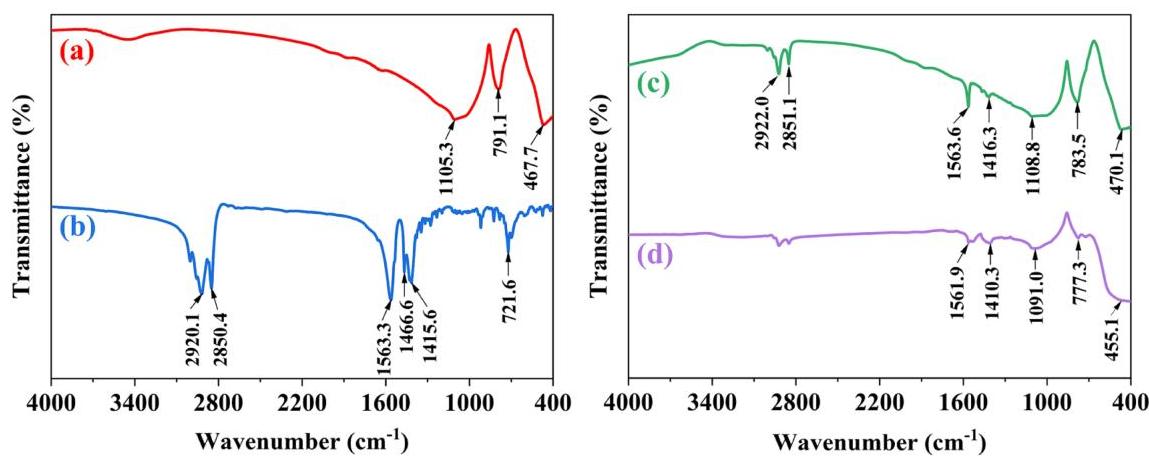 (a)
1105.3
791.1
467.7
(b)
2920.1
2850.4
1563.3
1466.6
1415.6
721.6
Transmittance (%)
4000 3400 2800 2200 1600 1000 400
Wavenumber (cm-1)
(c)
2922.0
2851.1
1563.6
1416.3
1108.8
783.5
470.1
(d)
1561.9
1410.3
1091.0
777.3
455.1
Transmittance (%)
4000 3400 2800 2200 1600 1000 400
Wavenumber (cm-1)